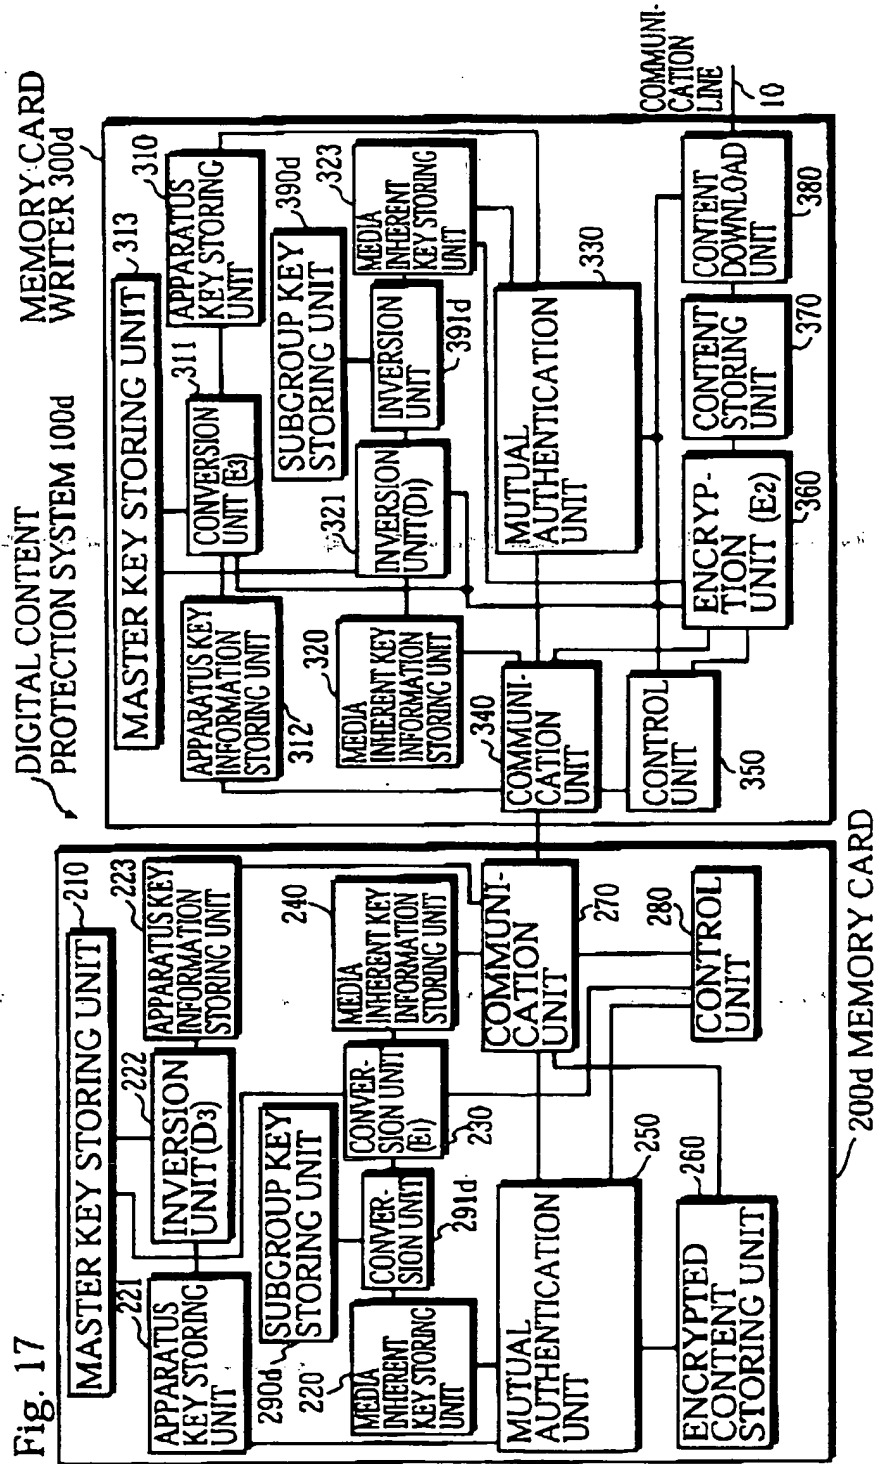 Fig. 17
DIGITAL CONTENT
PROTECTION SYSTEM 100d
200d MEMORY CARD
MASTER KEY STORING UNIT
210
APPARATUS
KEY STORING
UNIT
221
INVERSION
UNIT(D3)
222
APPARATUS KEY
INFORMATION
STORING UNIT
223
SUBGROUP KEY
STORING UNIT
290d
MEDIA
INHERENT
KEY STORING
UNIT
220
CONVER-
SION UNIT
291d
CONVER-
SION UNIT
(E1)
230
MEDIA
INHERENT KEY
INFORMATION
STORING UNIT
240
MUTUAL
AUTHENTICATION
UNIT
250
COMMUNI-
CATION
UNIT
270
ENCRYPTED
CONTENT
STORING UNIT
260
CONTROL
UNIT
280
MEMORY CARD
WRITER 300d
MASTER KEY STORING UNIT
313
APPARATUS KEY
INFORMATION
STORING UNIT
312
CONVERSION
UNIT (E3)
311
APPARATUS
KEY STORING
UNIT
310
SUBGROUP KEY
STORING UNIT
390d
MEDIA
INHERENT KEY
INFORMATION
STORING UNIT
320
INVERSION
UNIT(D1)
321
INVERSION
UNIT
391d
MEDIA
INHERENT
KEY STORING
UNIT
323
COMMUNI-
CATION
UNIT
340
MUTUAL
AUTHENTICATION
UNIT
330
CONTROL
UNIT
350
ENCRYP-
TION
UNIT (E2)
360
CONTENT
STORING
UNIT
370
CONTENT
DOWNLOAD
UNIT
380
COMMUNI-
CATION
LINE
10